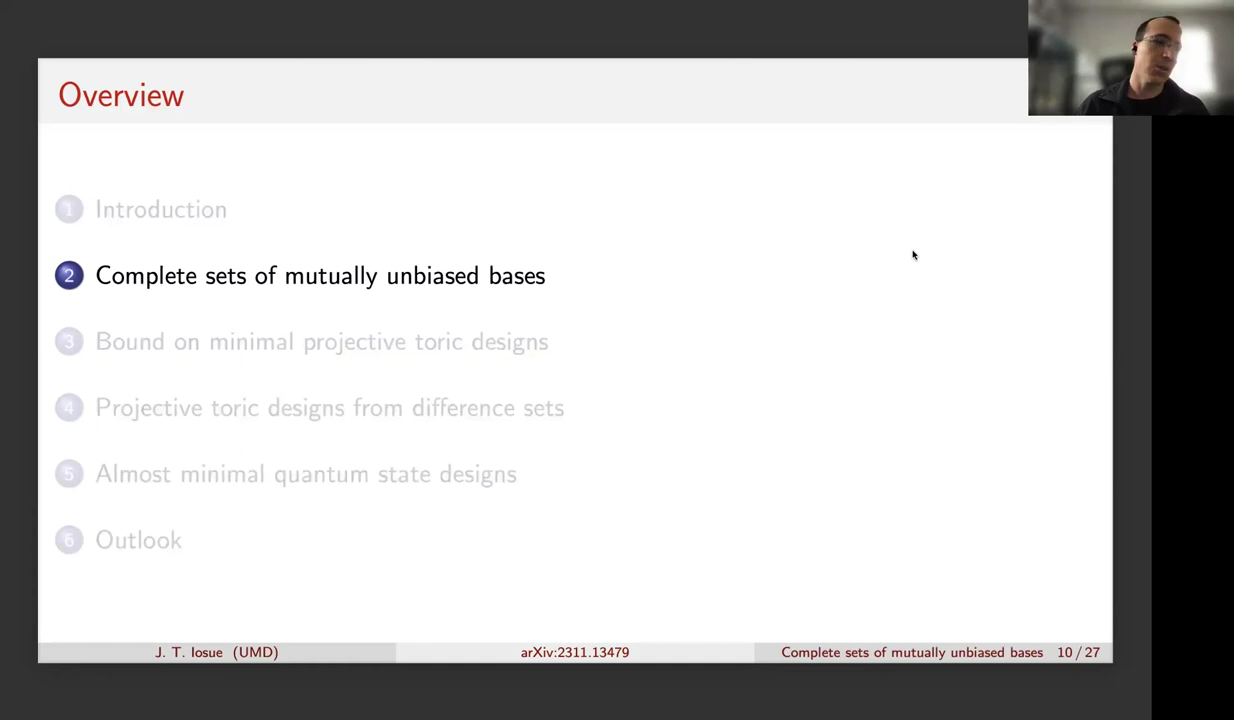 Overview
1 Introduction
2 Complete sets of mutually unbiased bases
3 Bound on minimal projective toric designs
4 Projective toric designs from difference sets
5 Almost minimal quantum state designs
6 Outlook
J. T. Iosue (UMD) arXiv:2311.13479 Complete sets of mutually unbiased bases 10 / 27